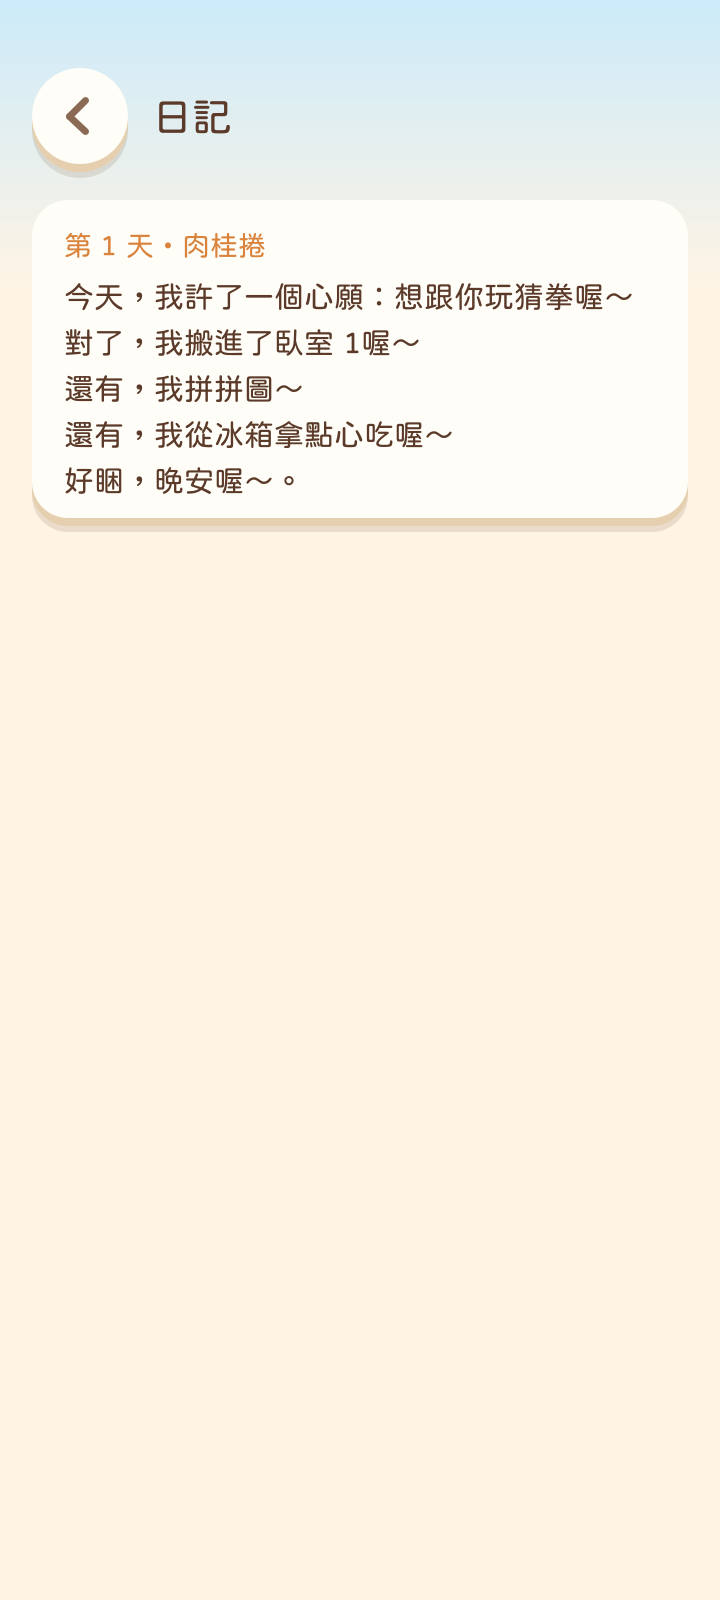 日記
第 1 天・肉桂捲
今天，我許了一個心願：想跟你玩猜拳喔～
對了，我搬進了臥室 1喔～
還有，我拼拼圖～
還有，我從冰箱拿點心吃喔～
好睏，晚安喔～。